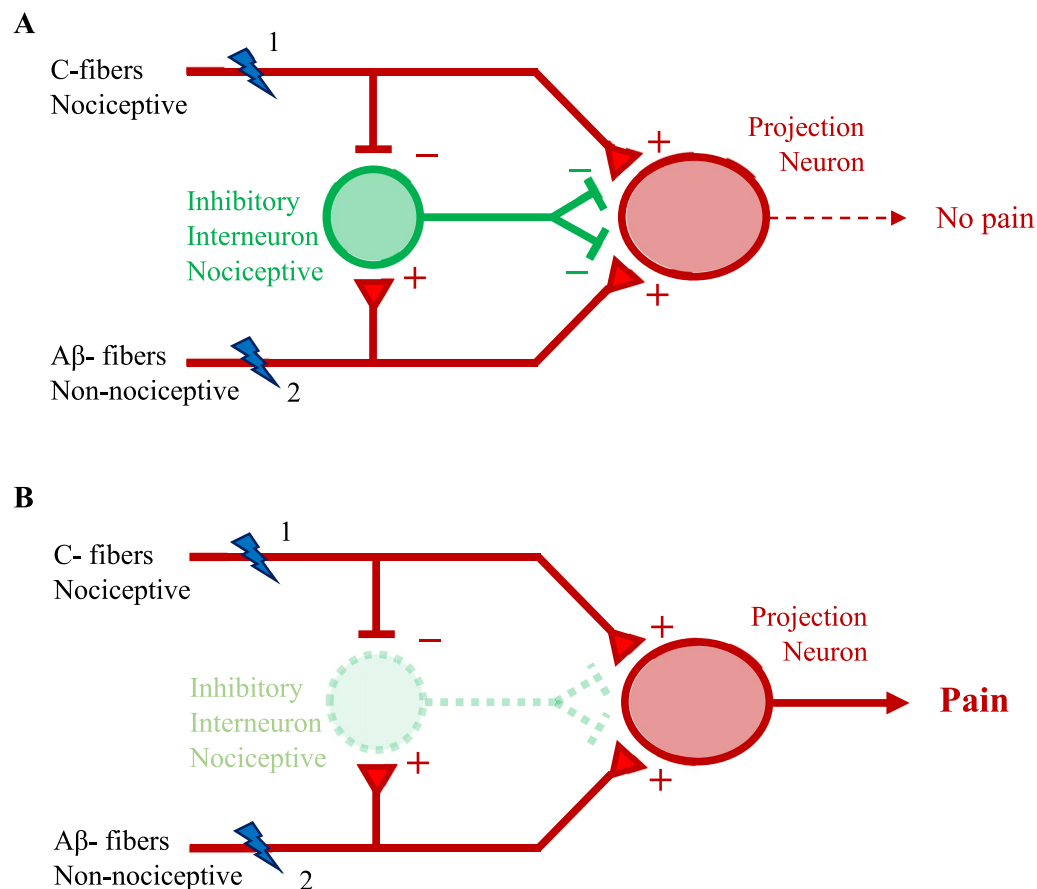 A
1
C-fibers
Nociceptive
Projection
Neuron
+
−
−
Inhibitory
Interneuron
Nociceptive
No pain
−
+
+
Aβ- fibers
Non-nociceptive
2
B
1
C- fibers
Nociceptive
Projection
Neuron
+
−
Inhibitory
Interneuron
Nociceptive
Pain
+
+
Aβ- fibers
Non-nociceptive
2